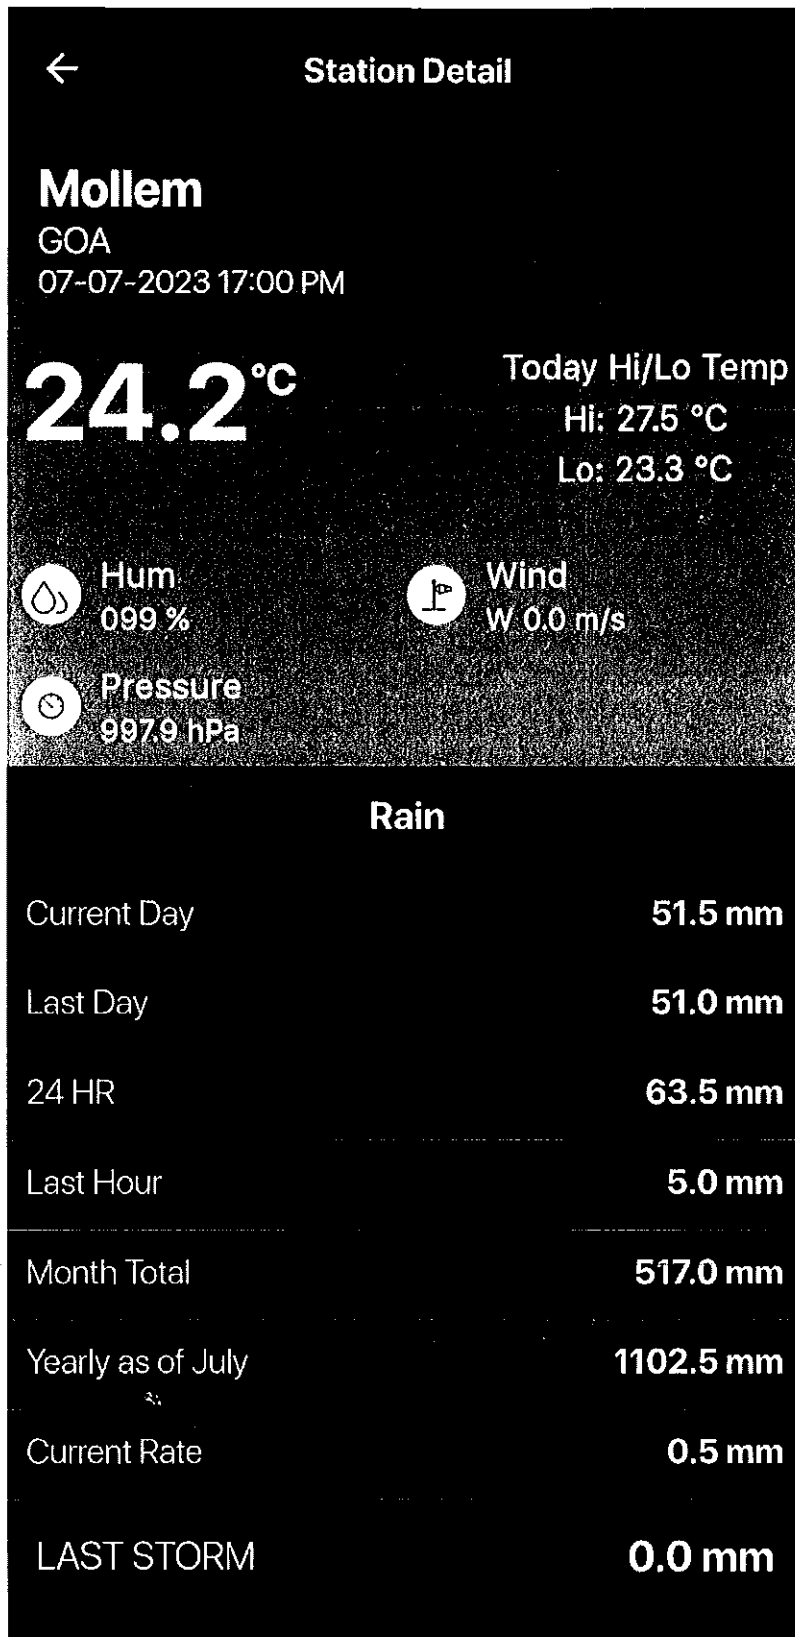 Station Detail
Mollem
GOA
07-07-2023 17:00 PM
24.2 °C
Today Hi/Lo Temp
Hi: 27.5 °C
Lo: 23.3 °C
Hum
099 %
Wind
W 0.0 m/s
Pressure
997.9 hPa
Rain
Current Day 51.5 mm
Last Day 51.0 mm
24 HR 63.5 mm
Last Hour 5.0 mm
Month Total 517.0 mm
Yearly as of July 1102.5 mm
Current Rate 0.5 mm
LAST STORM 0.0 mm